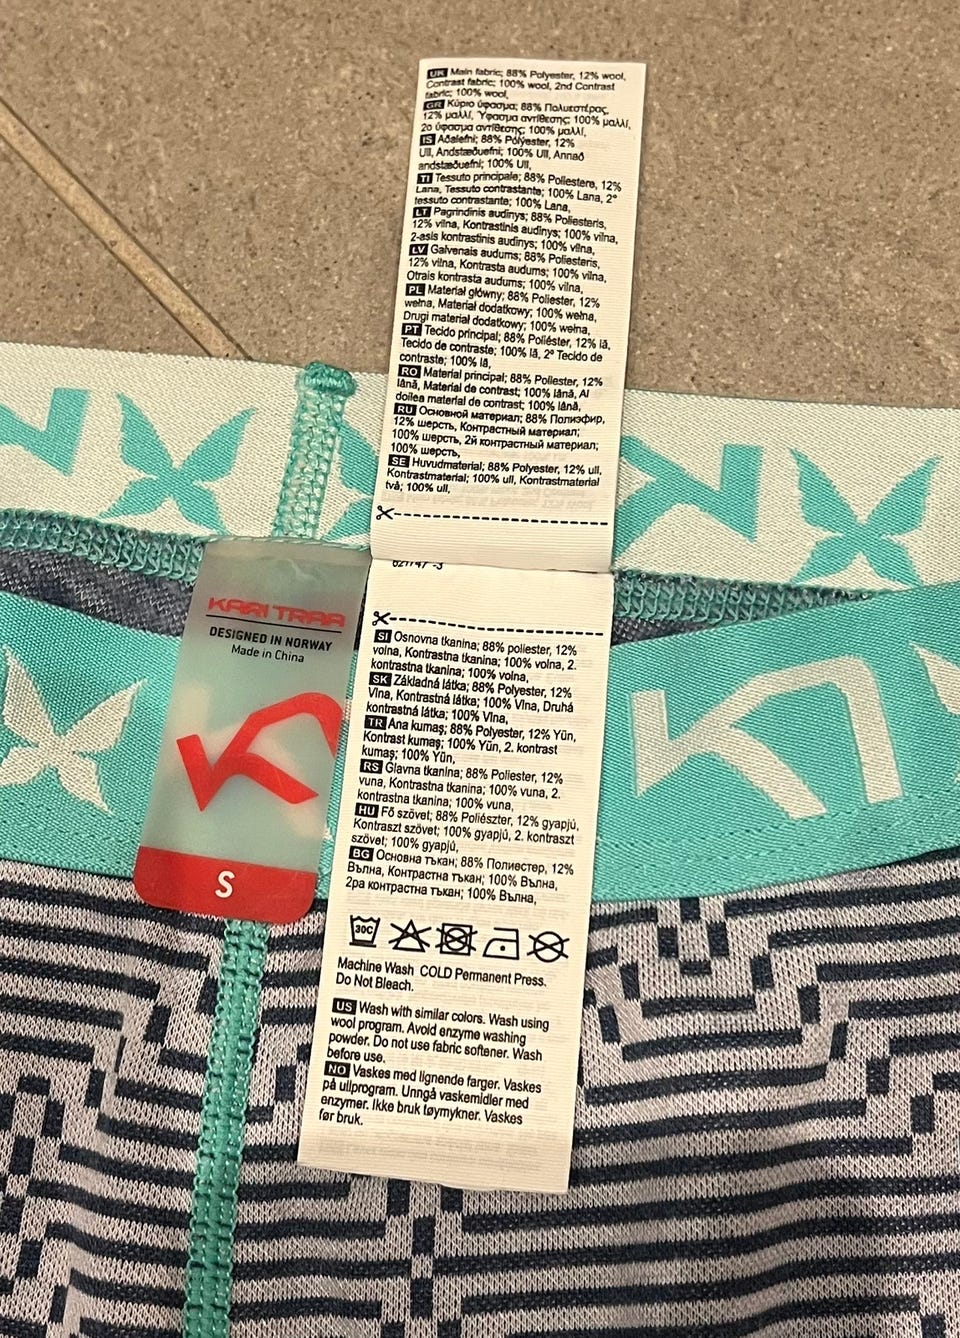 UK Main fabric; 88% Polyester, 12% wool,
Contrast fabric; 100% wool, 2nd Contrast
fabric; 100% wool,
GR Κύριο ύφασμα; 88% Πολυεστέρας,
12% μαλλί, Ύφασμα αντίθεσης; 100% μαλλί,
2ο ύφασμα αντίθεσης; 100% μαλλί,
IS Aðalefni; 88% Pólýester, 12%
Ull, Andstæðuefni; 100% Ull, Annað
andstæðuefni; 100% Ull,
TI Tessuto principale; 88% Poliestere, 12%
Lana, Tessuto contrastante; 100% Lana, 2°
tessuto contrastante; 100% Lana,
LT Pagrindinis audinys; 88% Poliesteris,
12% vilna, Kontrastinis audinys; 100% vilna,
2-asis kontrastinis audinys; 100% vilna,
LV Galvenais audums; 88% Poliesteris,
12% vilna, Kontrasta audums; 100% vilna,
Otrais kontrasta audums; 100% vilna,
PL Materiał główny; 88% Poliester, 12%
wełna, Materiał dodatkowy; 100% wełna,
Drugi materiał dodatkowy; 100% wełna,
PT Tecido principal; 88% Poliéster, 12% lã,
Tecido de contraste; 100% lã, 2° Tecido de
contraste; 100% lã,
RO Material principal; 88% Poliester, 12%
lână, Material de contrast; 100% lână, Al
doilea material de contrast; 100% lână,
RU Основной материал; 88% Полиэфир,
12% шерсть, Контрастный материал;
100% шерсть, 2й контрастный материал;
100% шерсть,
SE Huvudmaterial; 88% Polyester, 12% ull,
Kontrastmaterial; 100% ull, Kontrastmaterial
två; 100% ull,
621747 -3
SI Osnovna tkanina; 88% poliester, 12%
volna, Kontrastna tkanina; 100% volna, 2.
kontrastna tkanina; 100% volna,
SK Základná látka; 88% Polyester, 12%
Vlna, Kontrastná látka; 100% Vlna, Druhá
kontrastná látka; 100% Vlna,
TR Ana kumaş; 88% Polyester, 12% Yün,
Kontrast kumaş; 100% Yün, 2. kontrast
kumaş; 100% Yün,
RS Glavna tkanina; 88% Poliester, 12%
vuna, Kontrastna tkanina; 100% vuna, 2.
kontrastna tkanina; 100% vuna,
HU Fő szövet; 88% Poliészter, 12% gyapjú,
Kontraszt szövet; 100% gyapjú, 2. kontraszt
szövet; 100% gyapjú,
BG Основна тъкан; 88% Полиестер, 12%
Вълна, Контрастна тъкан; 100% Вълна,
2ра контрастна тъкан; 100% Вълна,
30C
Machine Wash COLD Permanent Press.
Do Not Bleach.
US Wash with similar colors. Wash using
wool program. Avoid enzyme washing
powder. Do not use fabric softener. Wash
before use.
NO Vaskes med lignende farger. Vaskes
på ullprogram. Unngå vaskemidler med
enzymer. Ikke bruk tøymykner. Vaskes
før bruk.
KARI TRAA
DESIGNED IN NORWAY
Made in China
S